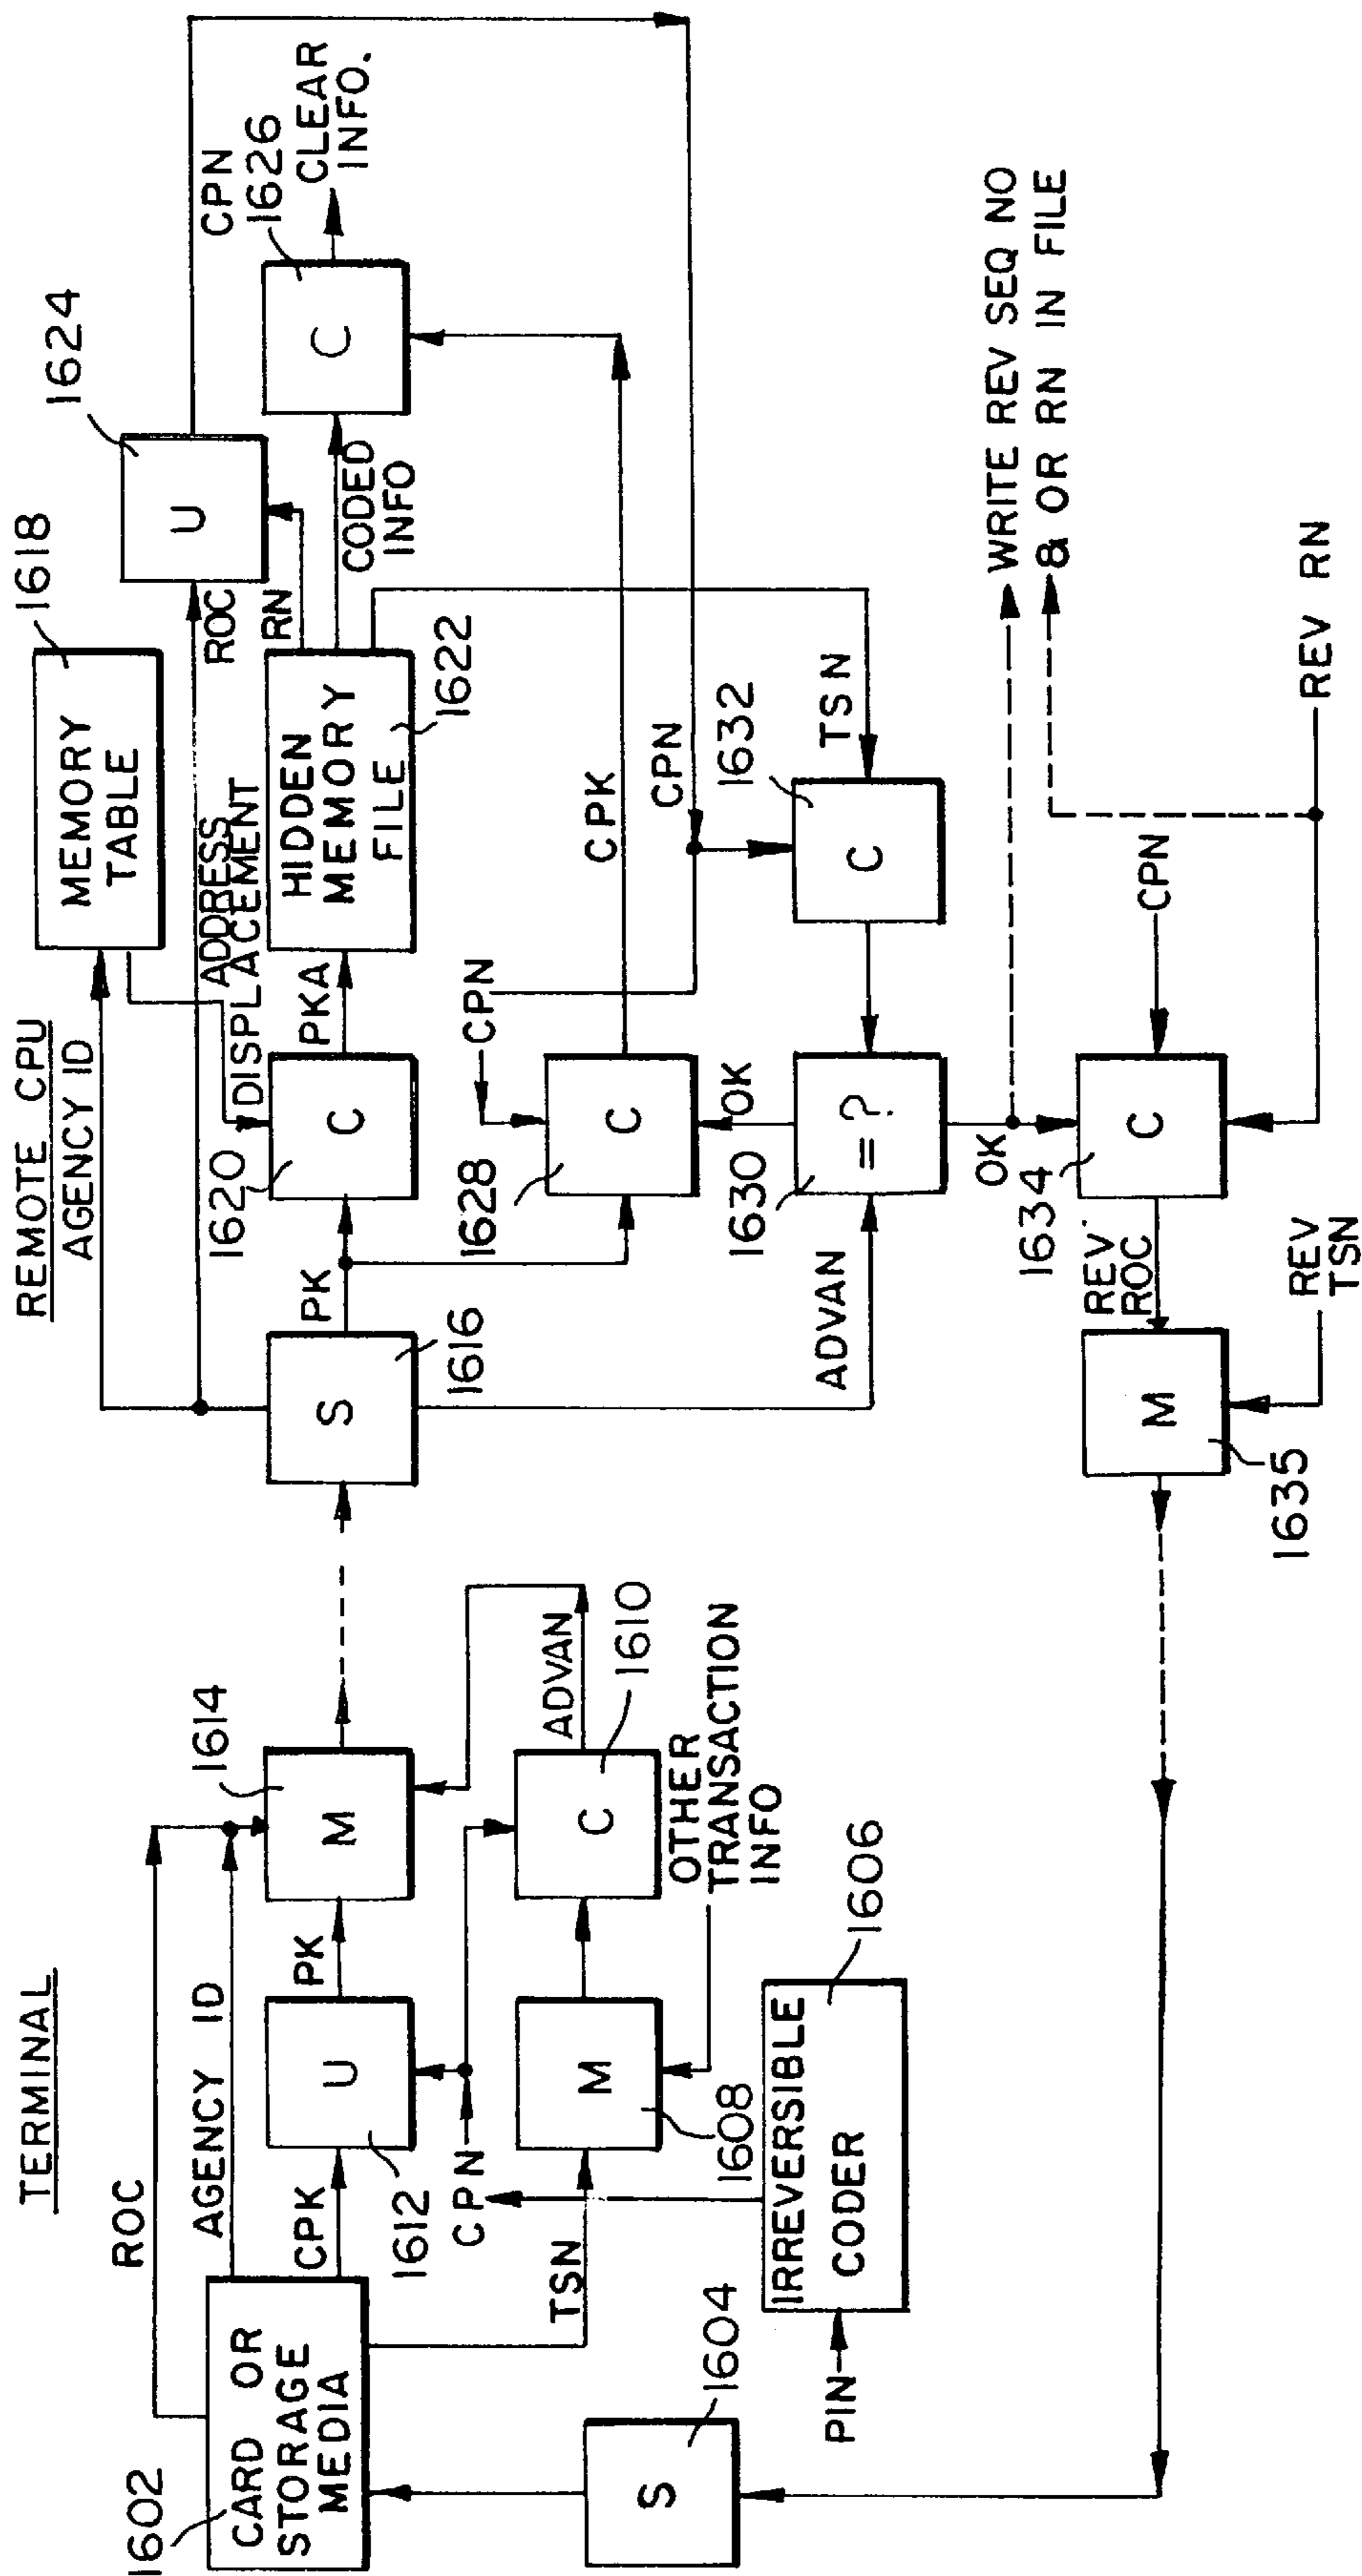 TERMINAL
ROC
AGENCY ID
1602
CARD OR
STORAGE
MEDIA
CPK
U
1612
PK
M
1614
CPN
TSN
M
1608
C
1610
ADVAN
OTHER
TRANSACTION
INFO
S
1604
PIN
IRREVERSIBLE
CODER
1606
REMOTE CPU
AGENCY ID
S
1616
PK
C
1620
MEMORY
TABLE
1618
ADDRESS
DISPLACEMENT
PKA
HIDDEN
MEMORY
FILE
1622
ROC
RN
U
1624
CODED
INFO
C
CPN
1626
CLEAR
INFO.
CPN
C
1628
CPK
CPN
OK
= ?
1630
ADVAN
C
1632
TSN
OK
WRITE REV SEQ NO
& OR RN IN FILE
C
1634
CPN
REV RN
REV
ROC
M
1635
REV
TSN